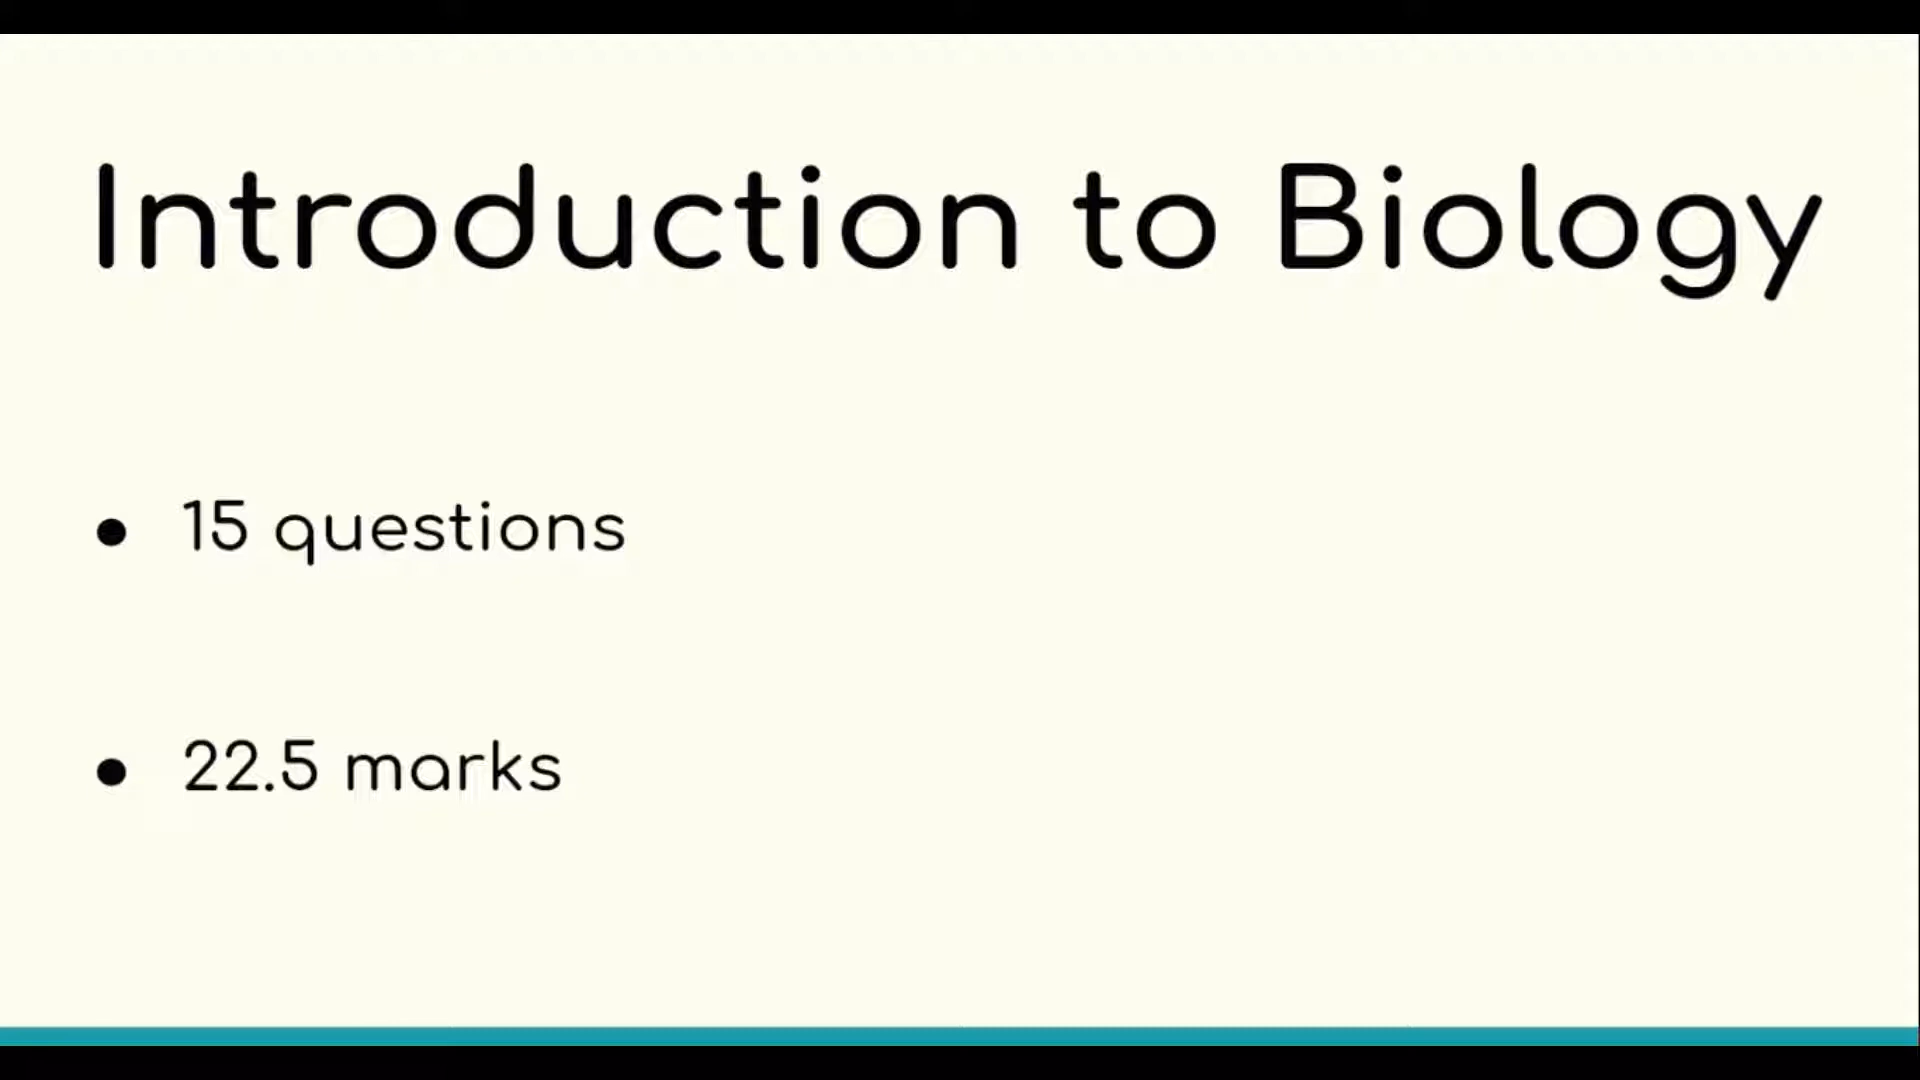 Introduction to Biology
● 15 questions
● 22.5 marks